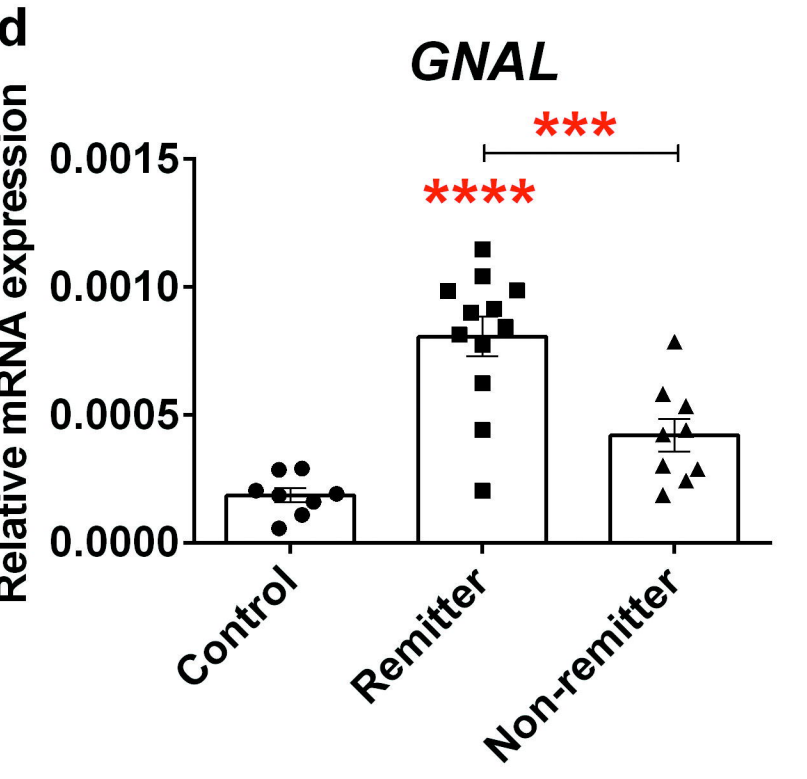 d
GNAL
***
****
Relative mRNA expression
0.0015
0.0010
0.0005
0.0000
Control
Remitter
Non-remitter